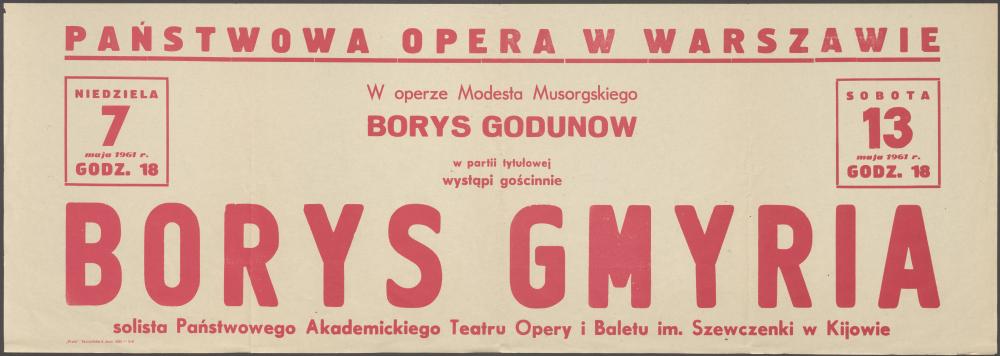 PAŃSTWOWA OPERA W WARSZAWIE
NIEDZIELA
7
maja 1961 r.
GODZ. 18
W operze Modesta Musorgskiego
BORYS GODUNOW
w partii tytułowej
wystąpi gościnnie
SOBOTA
13
maja 1961 r.
GODZ. 18
BORYS GMYRIA
solista Państwowego Akademickiego Teatru Opery i Baletu im. Szewczenki w Kijowie